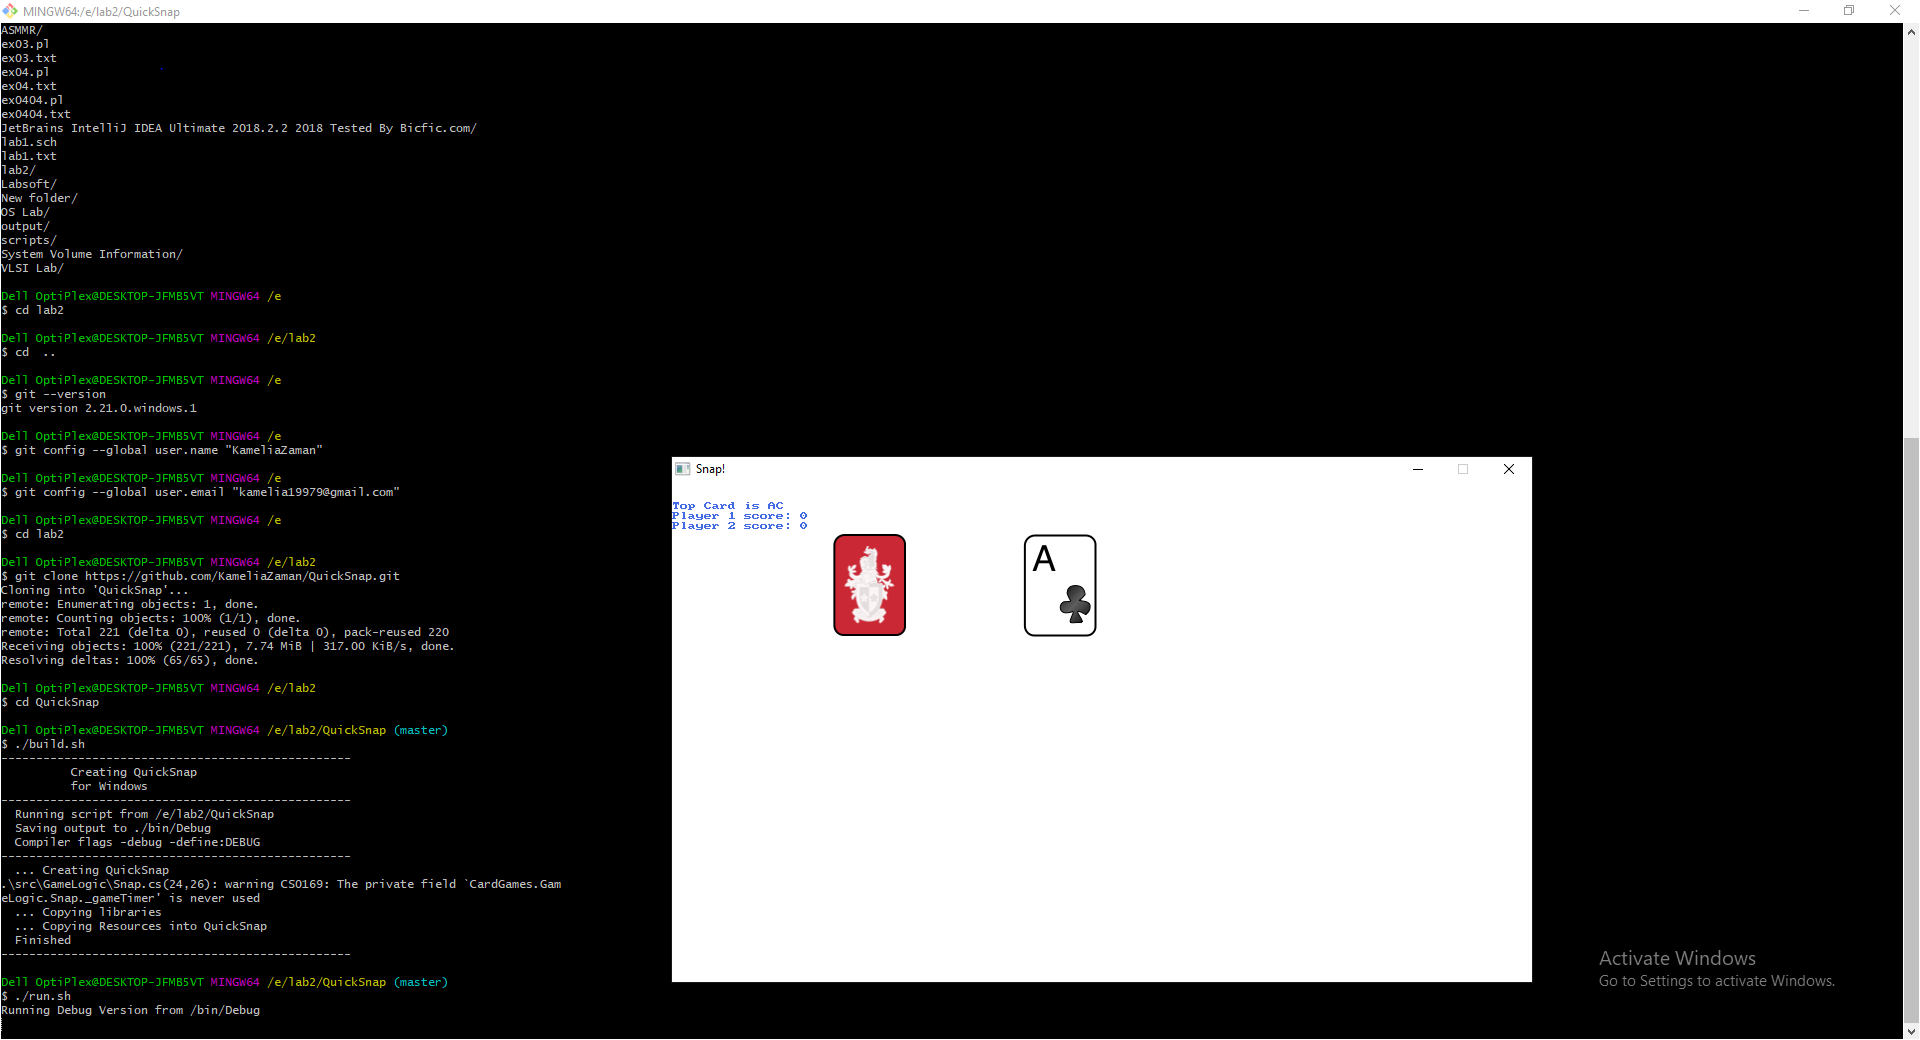 MINGW64:/e/lab2/QuickSnap
ASMMR/
ex03.pl
ex03.txt
ex04.pl
ex04.txt
ex0404.pl
ex0404.txt
JetBrains IntelliJ IDEA Ultimate 2018.2.2 2018 Tested By Bicfic.com/
lab1.sch
lab1.txt
lab2/
Labsoft/
New folder/
OS Lab/
output/
scripts/
System Volume Information/
VLSI Lab/
Dell OptiPlex@DESKTOP-JFMB5VT MINGW64 /e
$ cd lab2
Dell OptiPlex@DESKTOP-JFMB5VT MINGW64 /e/lab2
$ cd  ..
Dell OptiPlex@DESKTOP-JFMB5VT MINGW64 /e
$ git --version
git version 2.21.0.windows.1
Dell OptiPlex@DESKTOP-JFMB5VT MINGW64 /e
$ git config --global user.name "KameliaZaman"
Dell OptiPlex@DESKTOP-JFMB5VT MINGW64 /e
$ git config --global user.email "kamelia19979@gmail.com"
Dell OptiPlex@DESKTOP-JFMB5VT MINGW64 /e
$ cd lab2
Dell OptiPlex@DESKTOP-JFMB5VT MINGW64 /e/lab2
$ git clone https://github.com/KameliaZaman/QuickSnap.git
Cloning into 'QuickSnap'...
remote: Enumerating objects: 1, done.
remote: Counting objects: 100% (1/1), done.
remote: Total 221 (delta 0), reused 0 (delta 0), pack-reused 220
Receiving objects: 100% (221/221), 7.74 MiB | 317.00 KiB/s, done.
Resolving deltas: 100% (65/65), done.
Dell OptiPlex@DESKTOP-JFMB5VT MINGW64 /e/lab2
$ cd QuickSnap
Dell OptiPlex@DESKTOP-JFMB5VT MINGW64 /e/lab2/QuickSnap (master)
$ ./build.sh
--------------------------------------------------
Creating QuickSnap
for Windows
--------------------------------------------------
Running script from /e/lab2/QuickSnap
Saving output to ./bin/Debug
Compiler flags -debug -define:DEBUG
--------------------------------------------------
... Creating QuickSnap
.\src\GameLogic\Snap.cs(24,26): warning CS0169: The private field `CardGames.Gam
eLogic.Snap._gameTimer' is never used
... Copying libraries
... Copying Resources into QuickSnap
Finished
--------------------------------------------------
Dell OptiPlex@DESKTOP-JFMB5VT MINGW64 /e/lab2/QuickSnap (master)
$ ./run.sh
Running Debug Version from /bin/Debug
Snap!
Top Card is AC
Player 1 score: 0
Player 2 score: 0
A
Activate Windows
Go to Settings to activate Windows.